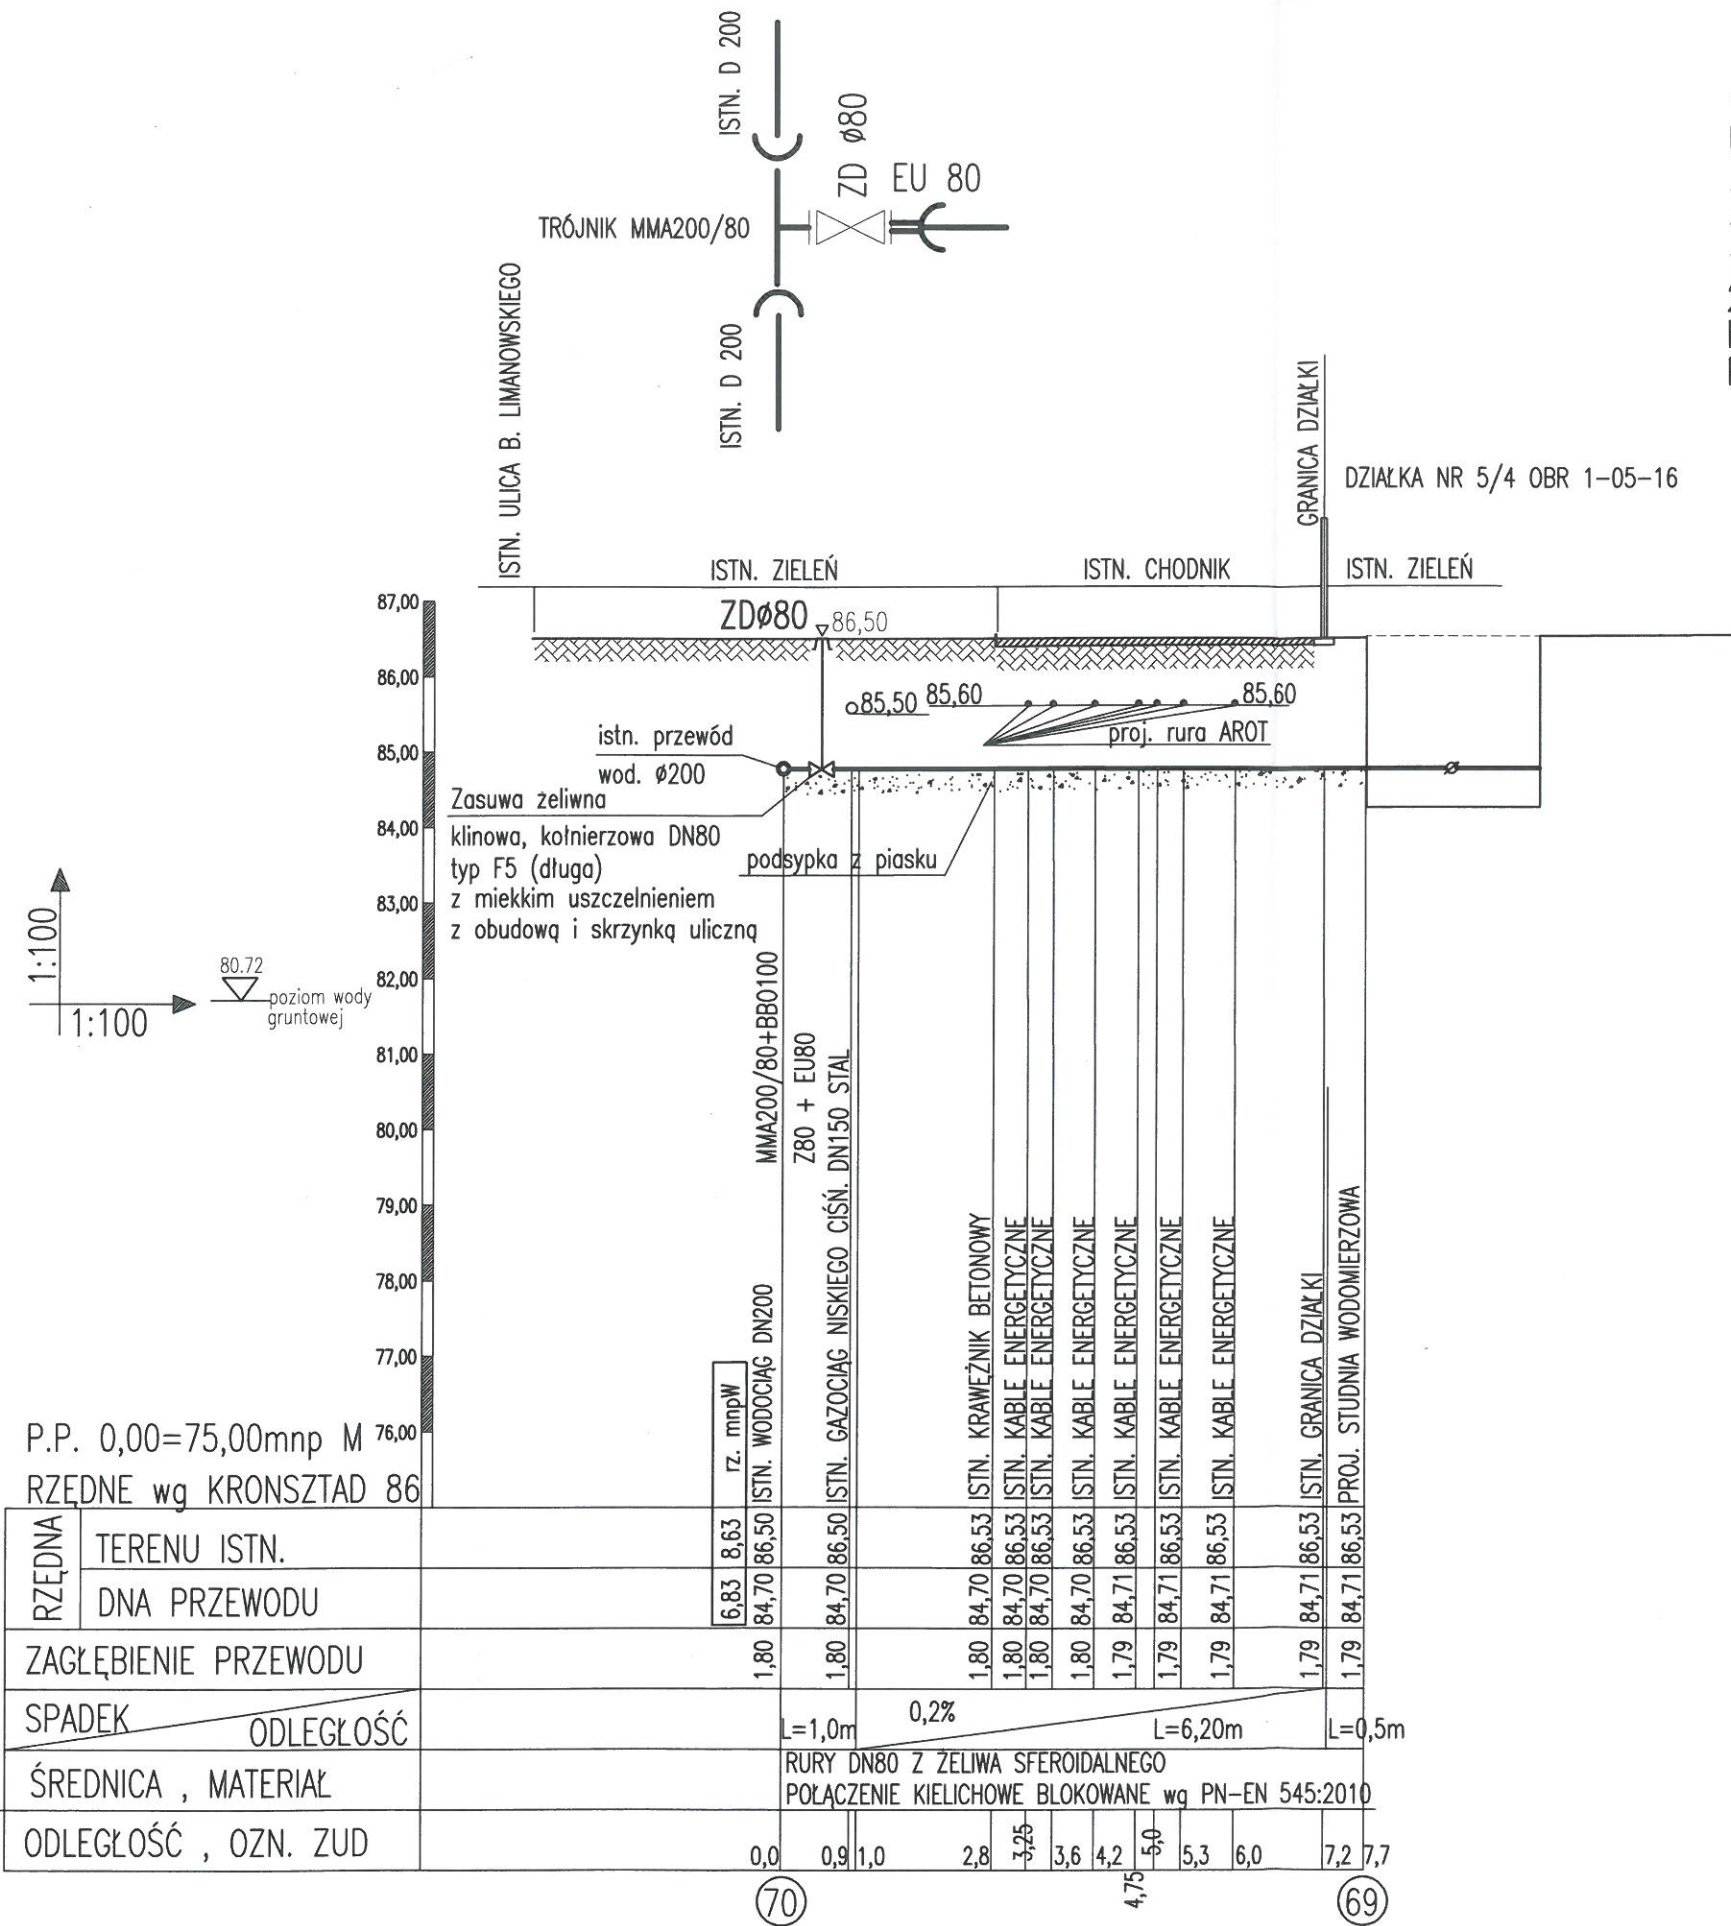 ISTN. D 200
ZD ø80
EU 80
TRÓJNIK MMA200/80
ISTN. D 200
ISTN. ULICA B. LIMANOWSKIEGO
GRANICA DZIAŁKI
DZIAŁKA NR 5/4 OBR 1-05-16
ISTN. ZIELEŃ
ISTN. CHODNIK
ISTN. ZIELEŃ
ZDø80
86,50
87,00
86,00
85,00
84,00
83,00
82,00
81,00
80,00
79,00
78,00
77,00
76,00
85,50
85,60
85,60
proj. rura AROT
istn. przewód
wod. ø200
Zasuwa żeliwna
klinowa, kołnierzowa DN80
typ F5 (długa)
z miekkim uszczelnieniem
z obudową i skrzynką uliczną
podsypka z piasku
1:100
1:100
80.72
poziom wody
gruntowej
MMA200/80+BBO100
Z80 + EU80
rz. mnpW
ISTN. WODOCIĄG DN200
ISTN. GAZOCIĄG NISKIEGO CIŚN. DN150 STAL
ISTN. KRAWĘŻNIK BETONOWY
ISTN. KABLE ENERGETYCZNE
ISTN. KABLE ENERGETYCZNE
ISTN. KABLE ENERGETYCZNE
ISTN. KABLE ENERGETYCZNE
ISTN. KABLE ENERGETYCZNE
ISTN. KABLE ENERGETYCZNE
ISTN. GRANICA DZIAŁKI
PROJ. STUDNIA WODOMIERZOWA
P.P. 0,00=75,00mnp M
RZĘDNE wg KRONSZTAD 86
RZĘDNA
TERENU ISTN.
8,63 86,50 86,50 86,53 86,53 86,53 86,53 86,53 86,53 86,53 86,53 86,53
DNA PRZEWODU
6,83 84,70 84,70 84,70 84,70 84,70 84,70 84,71 84,71 84,71 84,71 84,71
ZAGŁĘBIENIE PRZEWODU
1,80 1,80 1,80 1,80 1,80 1,80 1,79 1,79 1,79 1,79 1,79
SPADEK
ODLEGŁOŚĆ
L=1,0m
0,2%
L=6,20m
L=0,5m
ŚREDNICA , MATERIAŁ
RURY DN80 Z ŻELIWA SFEROIDALNEGO
POŁĄCZENIE KIELICHOWE BLOKOWANE wg PN-EN 545:2010
ODLEGŁOŚĆ , OZN. ZUD
0,0 0,9 1,0 2,8 3,25 3,6 4,2 4,75 5,0 5,3 6,0 7,2 7,7
70
69